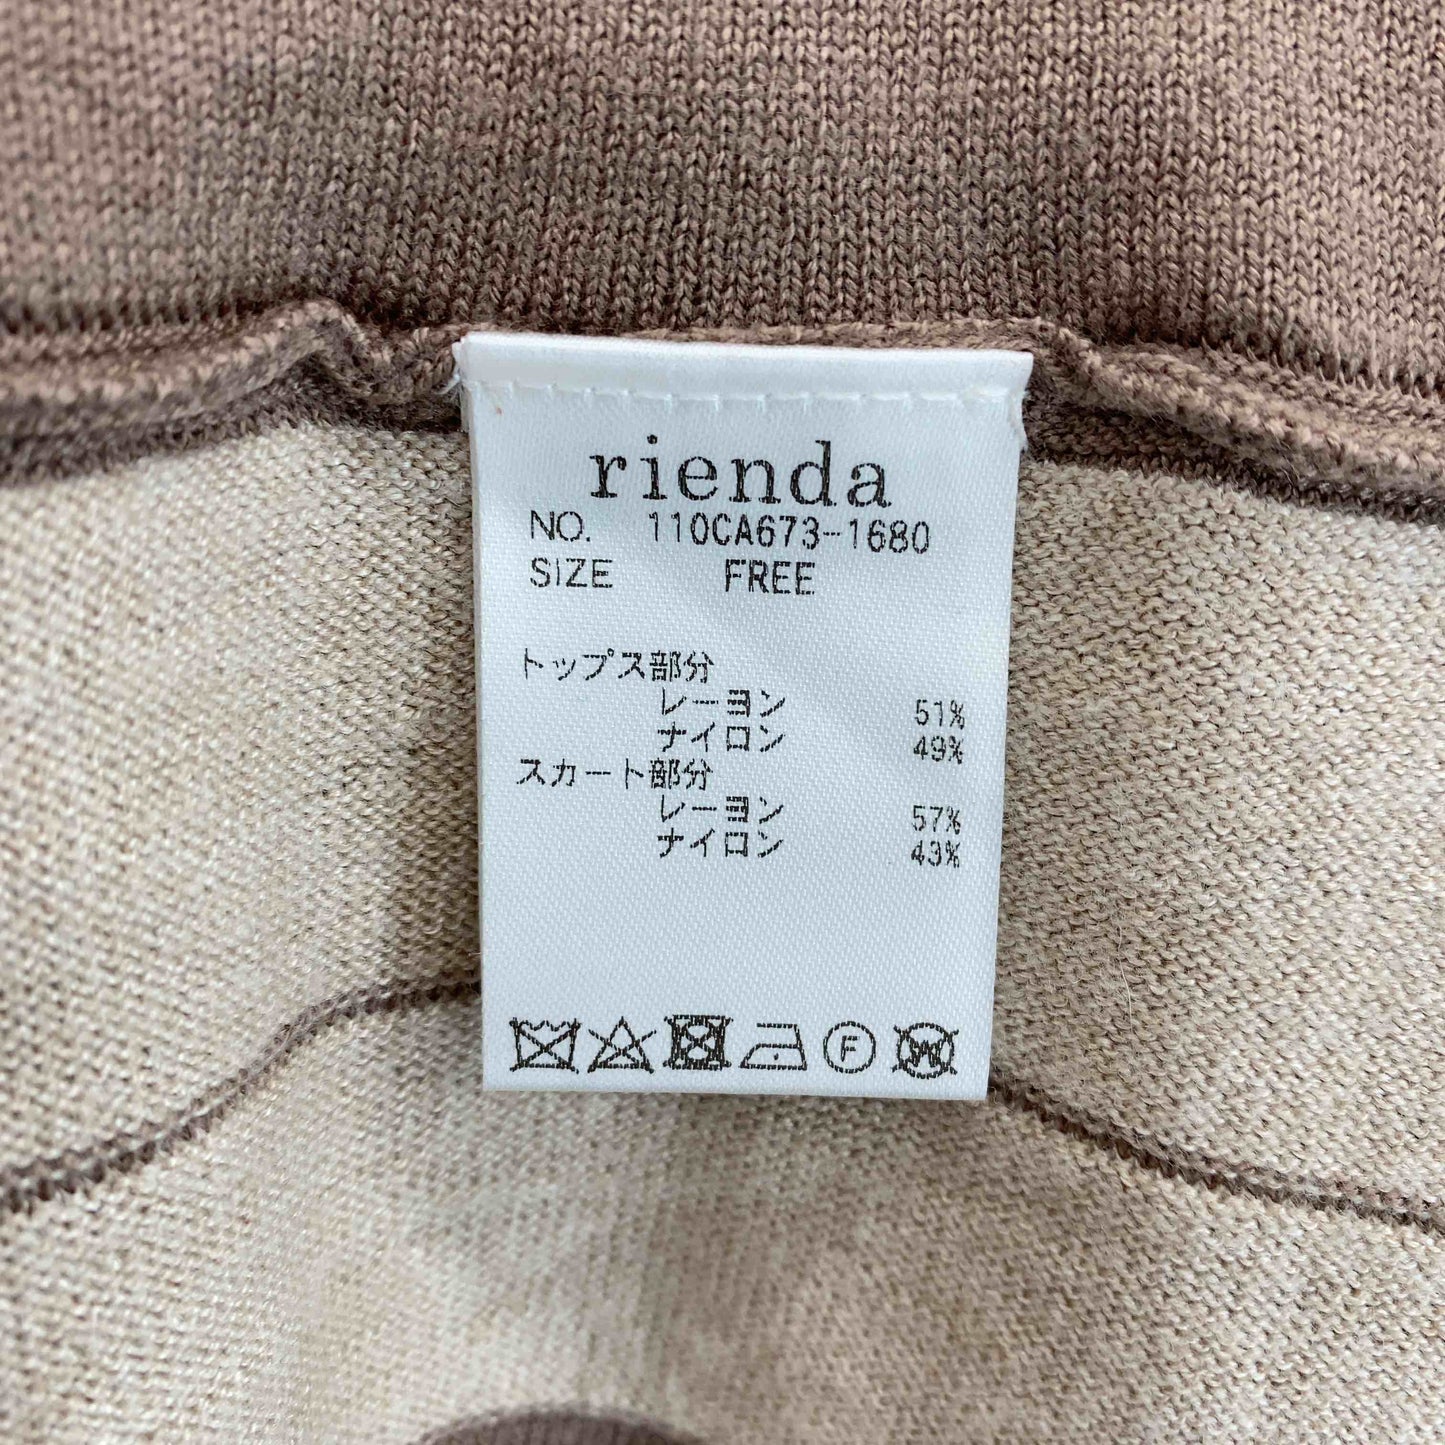 rienda
NO. 110CA673-1680
SIZE FREE
トップス部分
レーヨン 51%
ナイロン 49%
スカート部分
レーヨン 57%
ナイロン 43%
F
W